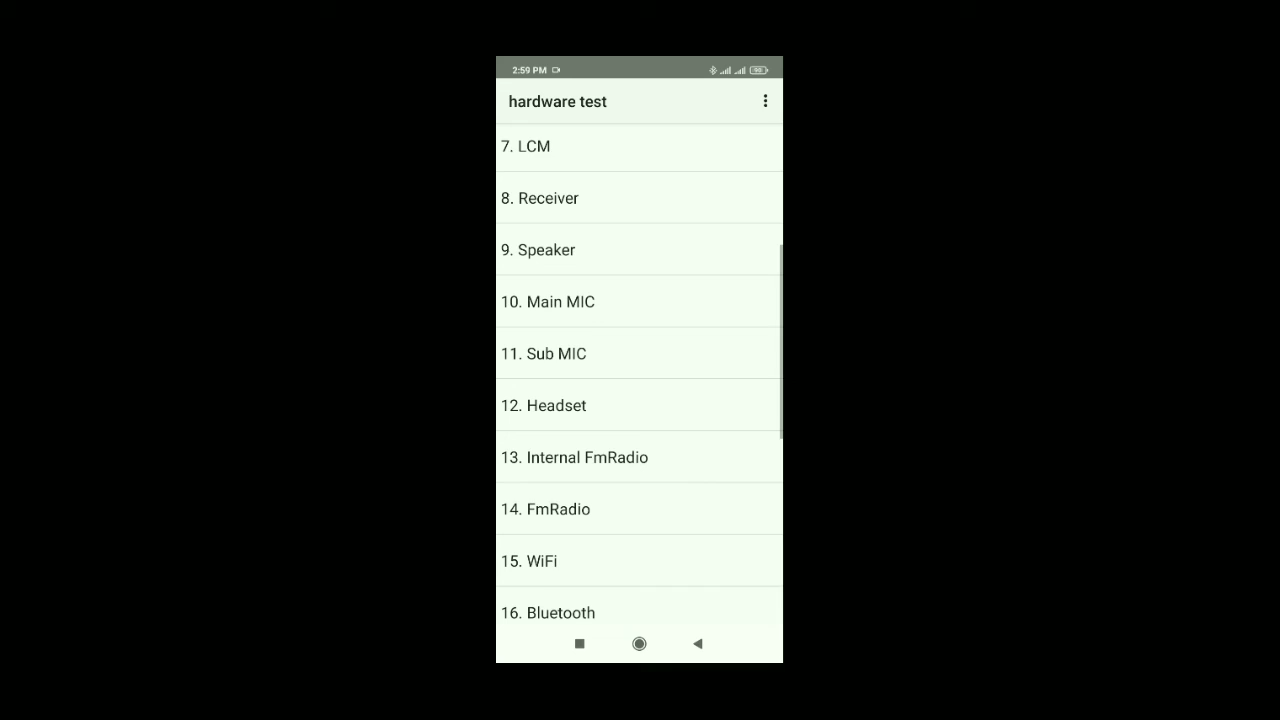 2:59 PM
hardware test
7. LCM
8. Receiver
9. Speaker
10. Main MIC
11. Sub MIC
12. Headset
13. Internal FmRadio
14. FmRadio
15. WiFi
16. Bluetooth